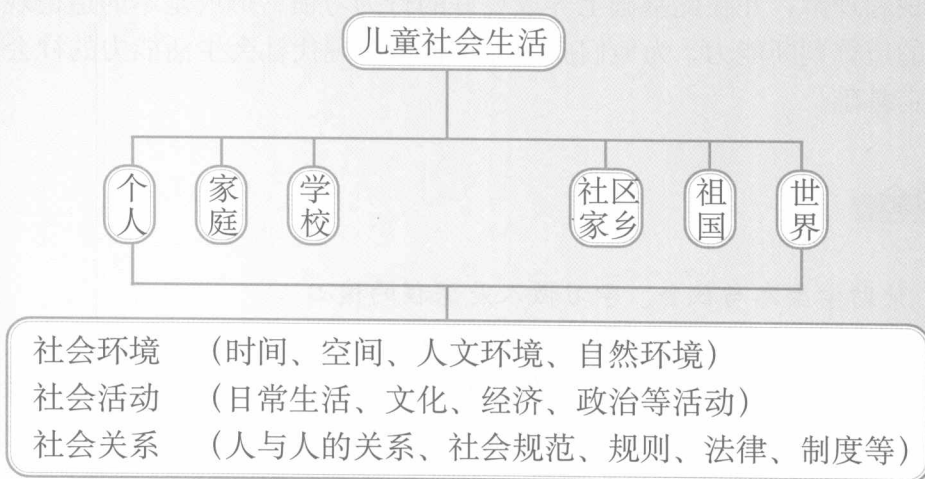 儿童社会生活
个人
家庭
学校
社区
家乡
祖国
世界
社会环境 （时间、空间、人文环境、自然环境）
社会活动 （日常生活、文化、经济、政治等活动）
社会关系 （人与人的关系、社会规范、规则、法律、制度等）